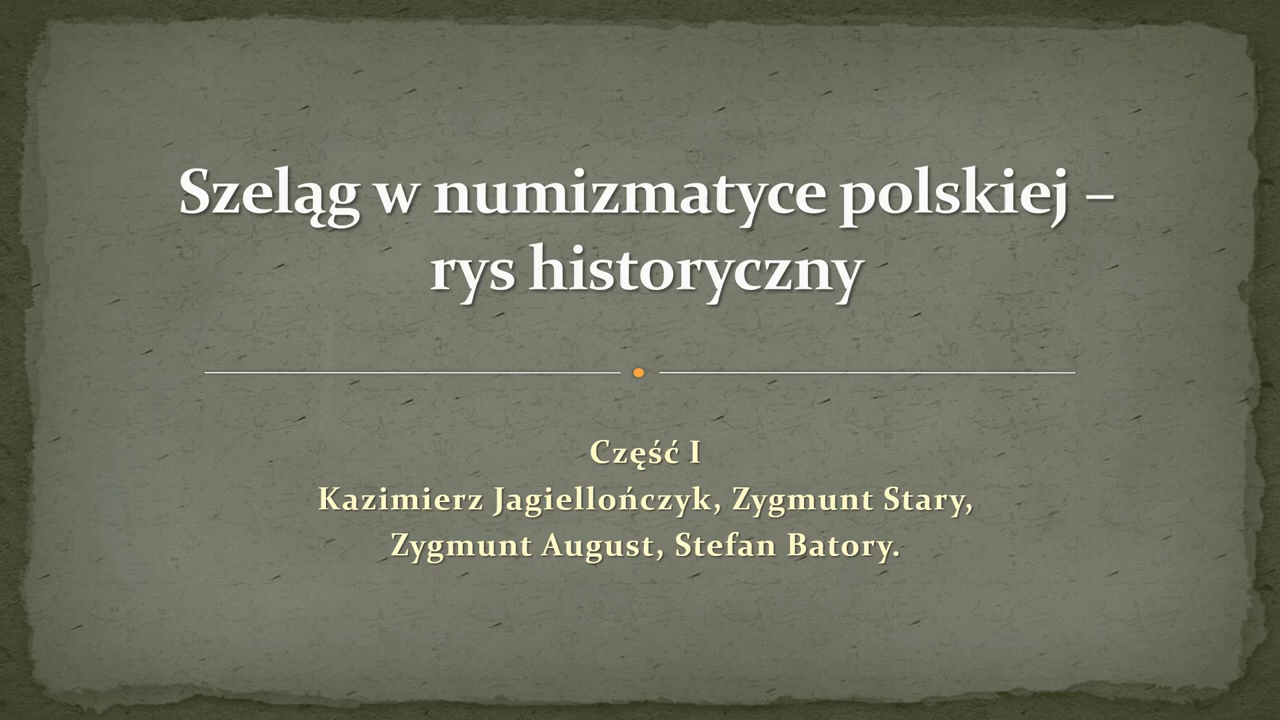 Szeląg w numizmatyce polskiej –
rys historyczny
Część I
Kazimierz Jagiellończyk, Zygmunt Stary,
Zygmunt August, Stefan Batory.